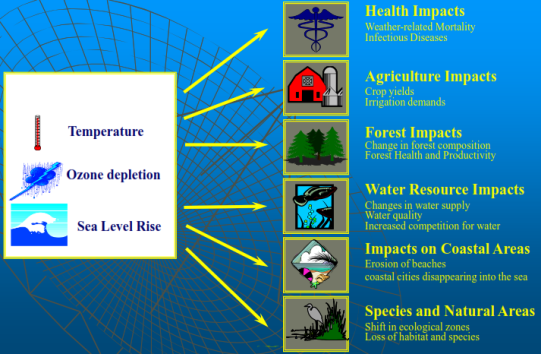 Temperature
Ozone depletion
Sea Level Rise
Health Impacts
Weather-related Mortality
Infectious Diseases
Agriculture Impacts
Crop yields
Irrigation demands
Forest Impacts
Change in forest composition
Forest Health and Productivity
Water Resource Impacts
Changes in water supply
Water quality
Increased competition for water
Impacts on Coastal Areas
Erosion of beaches
coastal cities disappearing into the sea
Species and Natural Areas
Shift in ecological zones
Loss of habitat and species